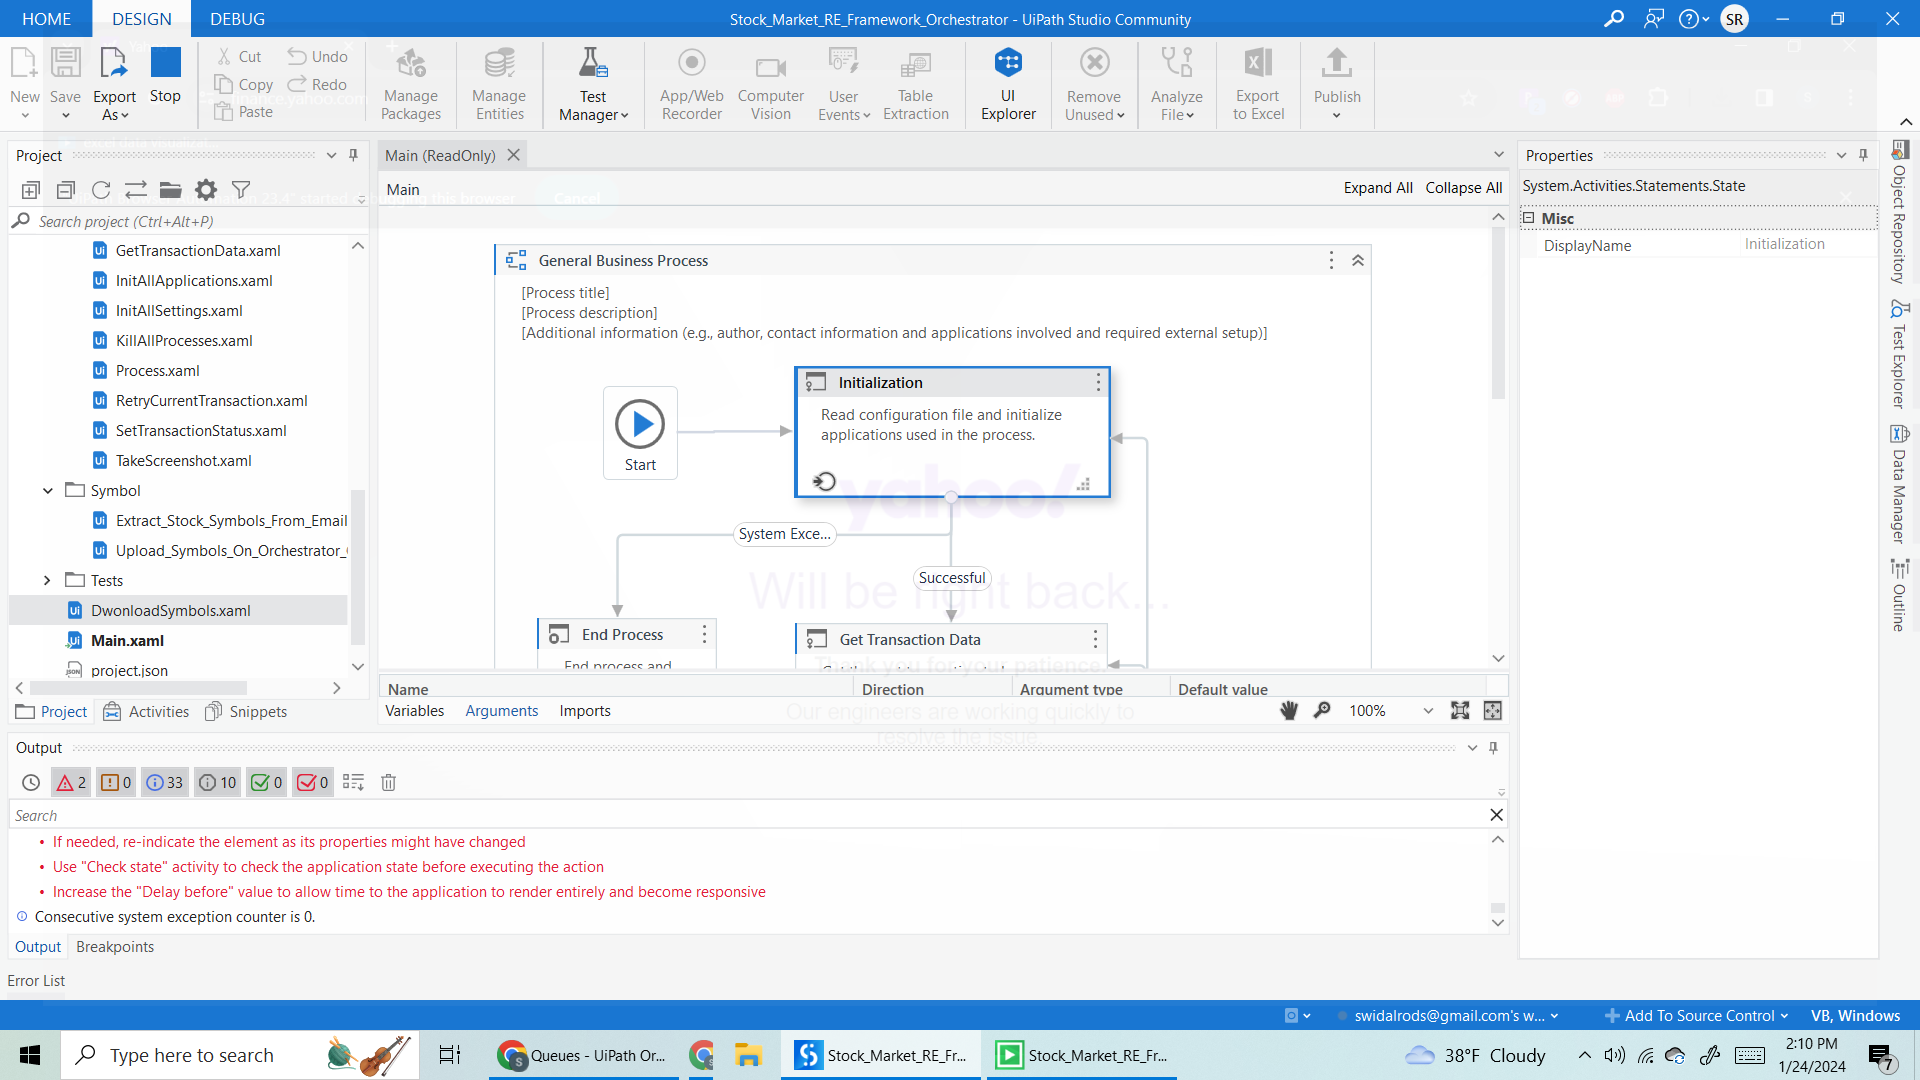 HOME DESIGN DEBUG Stock_Market_RE_Framework_Orchestrator - UiPath Studio Community SR
New Save Export As Stop Cut Copy Paste Undo Redo Manage Packages Manage Entities Test Manager App/Web Recorder Computer Vision User Events Table Extraction UI Explorer Remove Unused Analyze File Export to Excel Publish
Project
Search project (Ctrl+Alt+P)
GetTransactionData.xaml
InitAllApplications.xaml
InitAllSettings.xaml
KillAllProcesses.xaml
Process.xaml
RetryCurrentTransaction.xaml
SetTransactionStatus.xaml
TakeScreenshot.xaml
Symbol
Extract_Stock_Symbols_From_Email
Upload_Symbols_On_Orchestrator_
Tests
DwonloadSymbols.xaml
Main.xaml
project.json
Project Activities Snippets
Main (ReadOnly)
Main Expand All Collapse All
General Business Process
[Process title]
[Process description]
[Additional information (e.g., author, contact information and applications involved and required external setup)]
Start
Initialization
Read configuration file and initialize
applications used in the process.
yahoo!
System Exce...
Successful
Will be right back...
End Process
End process and
Get Transaction Data
Thank you for your patience.
Our engineers are working quickly to
resolve the issue.
Name Direction Argument type Default value
Variables Arguments Imports 100%
Properties
System.Activities.Statements.State
Misc
DisplayName Initialization
Object Repository
Test Explorer
Data Manager
Outline
Output
2 0 33 10 0 0
Search
• If needed, re-indicate the element as its properties might have changed
• Use "Check state" activity to check the application state before executing the action
• Increase the "Delay before" value to allow time to the application to render entirely and become responsive
Consecutive system exception counter is 0.
Output Breakpoints
Error List
swidalrods@gmail.com's w... Add To Source Control VB, Windows
Type here to search Queues - UiPath Or... Stock_Market_RE_Fr... Stock_Market_RE_Fr... 38°F Cloudy 2:10 PM
1/24/2024 7